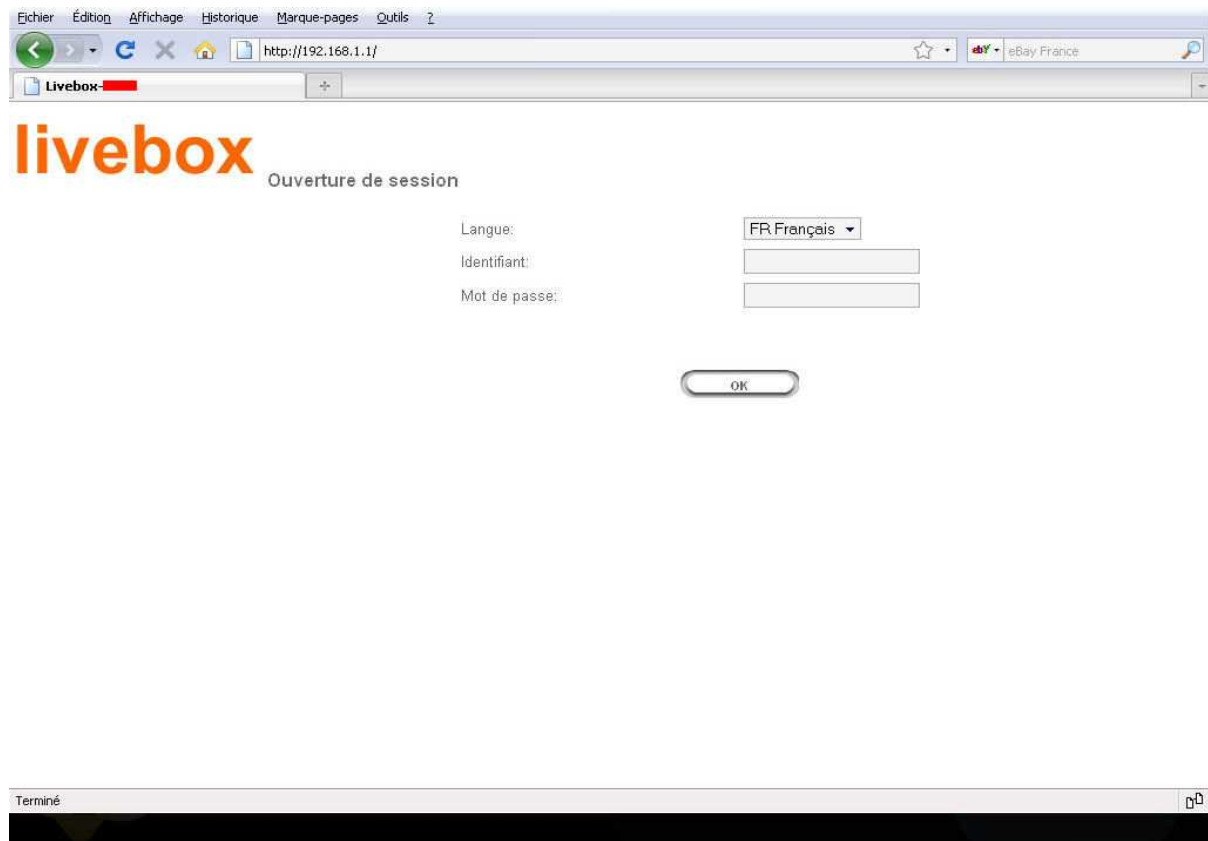 Fichier Édition Affichage Historique Marque-pages Outils ?
http://192.168.1.1/ ebY eBay France
Livebox-
livebox Ouverture de session
Langue: FR Français
Identifiant:
Mot de passe:
OK
Terminé